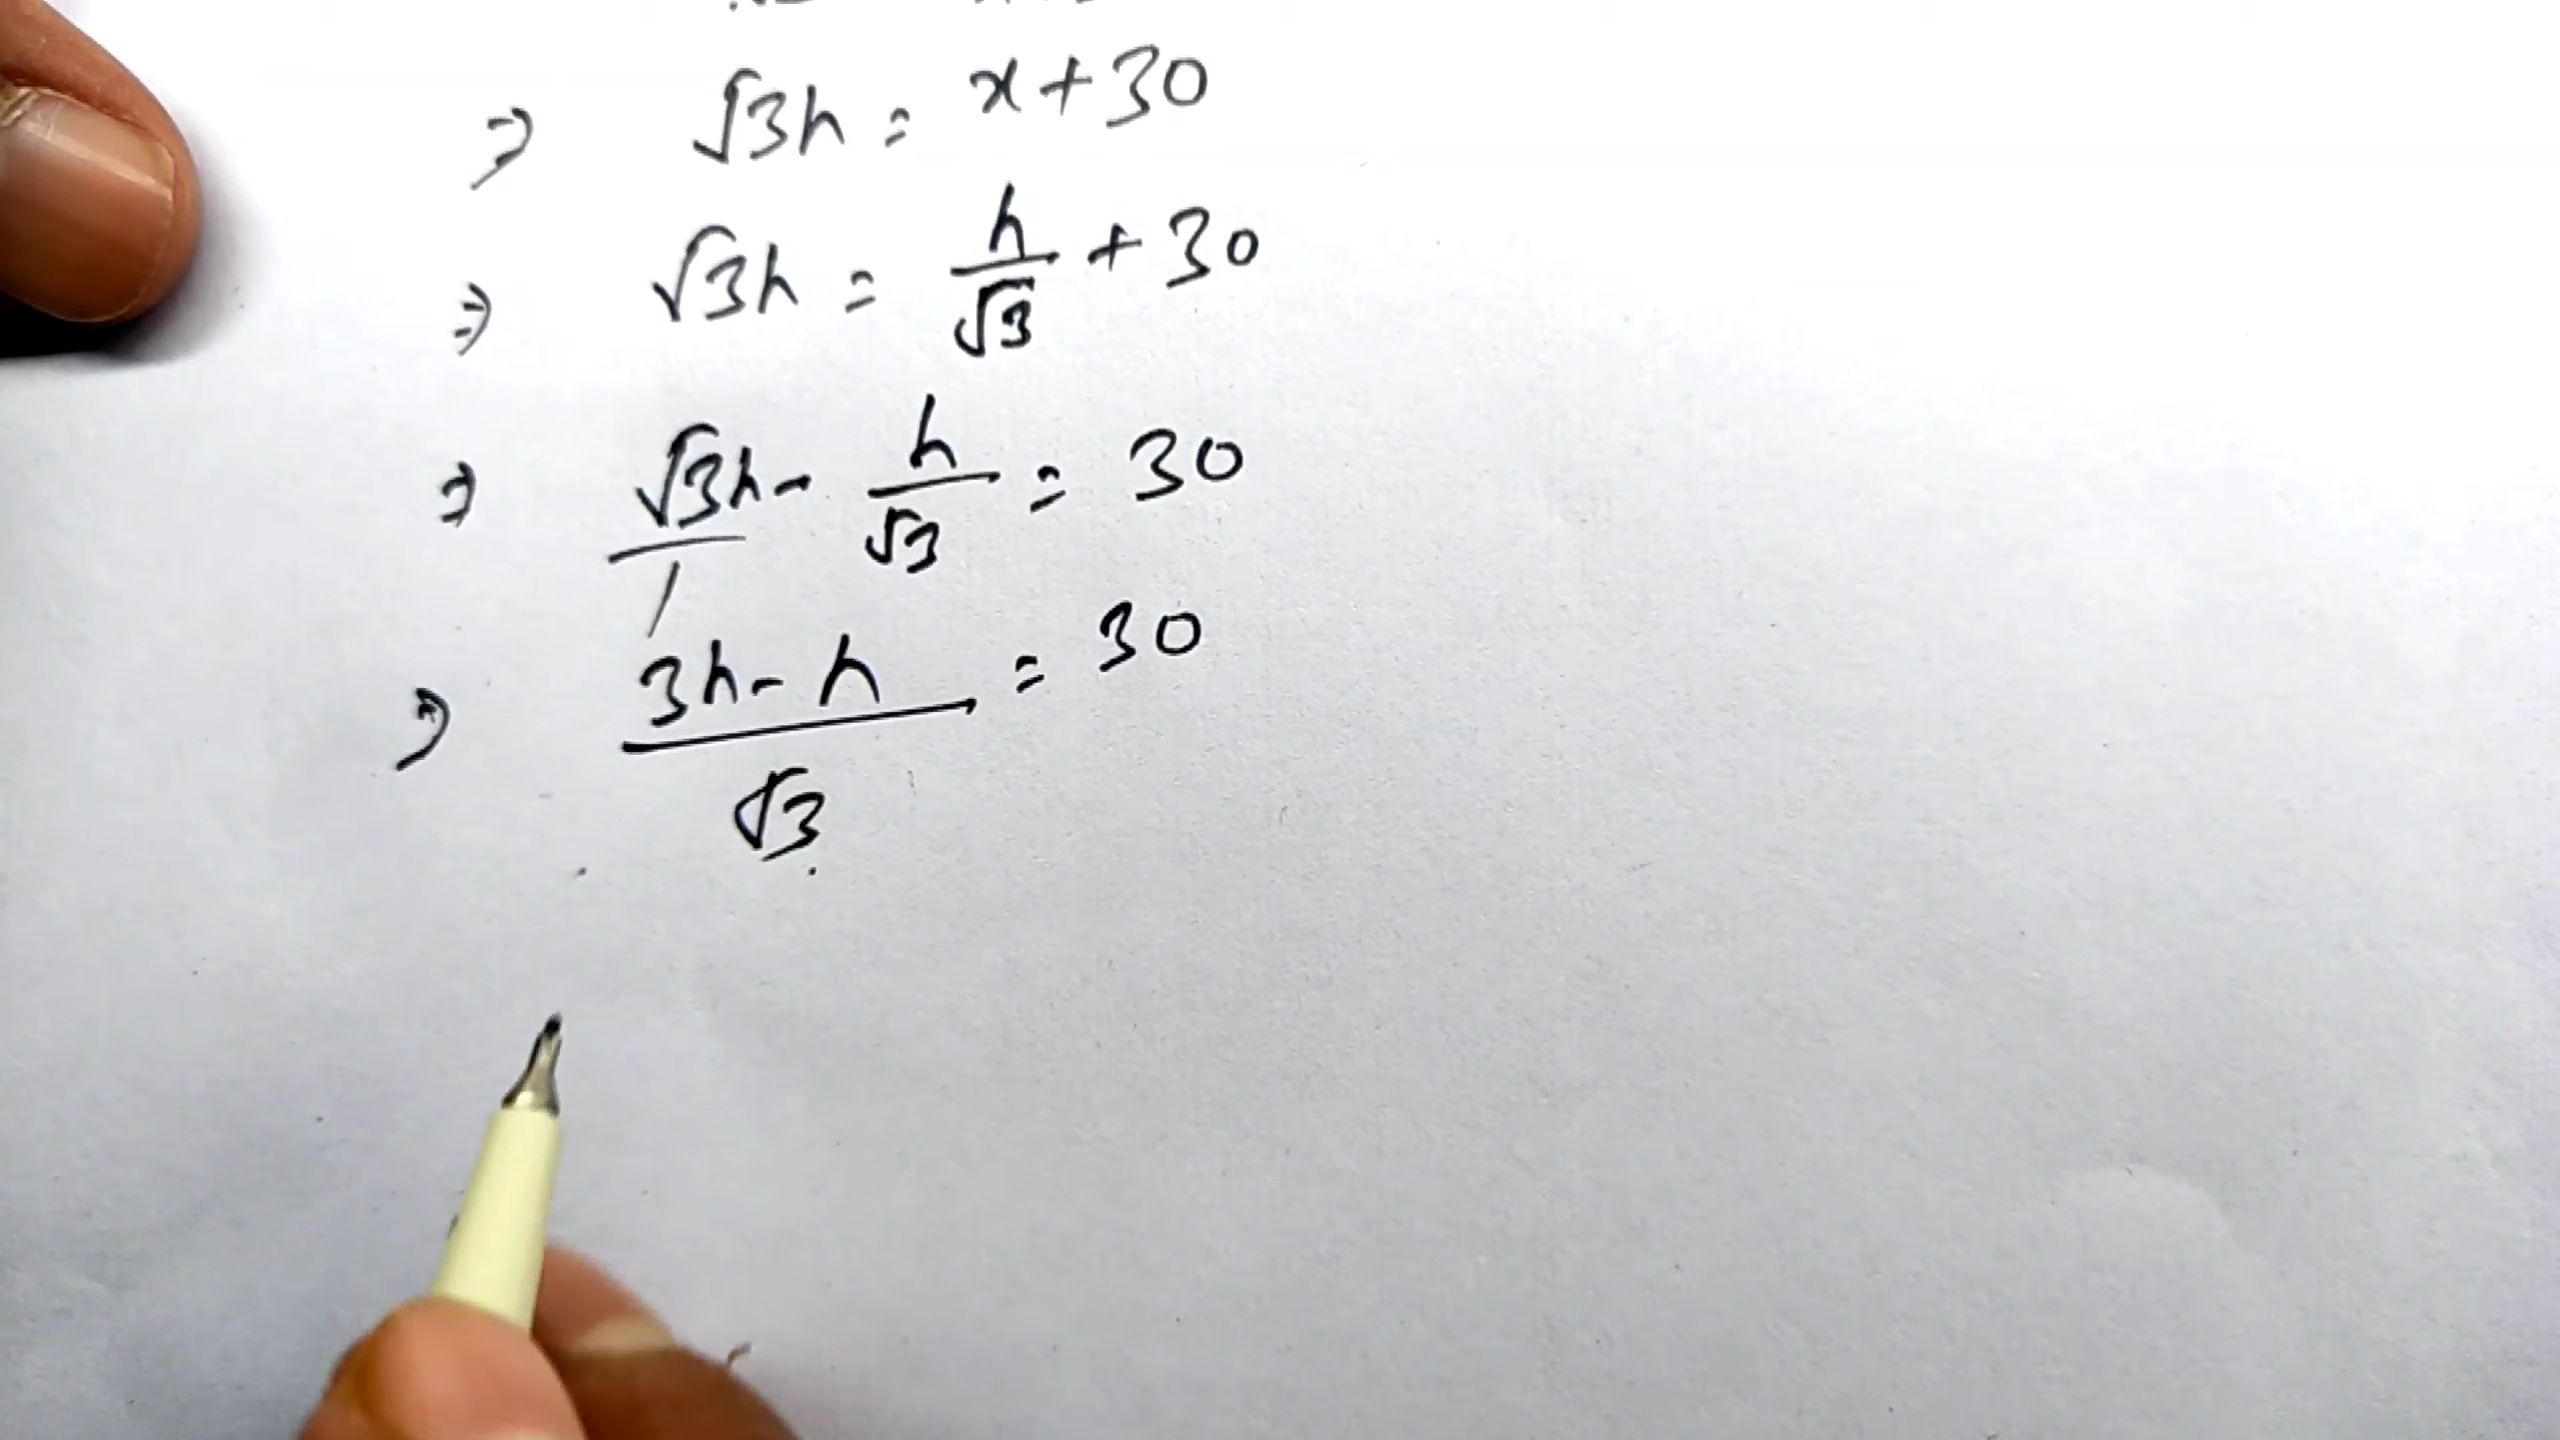 ⇒ √3h = x + 30
⇒ √3h = h/√3 + 30
⇒ √3h/1 - h/√3 = 30
⇒ (3h - h)/√3 = 30